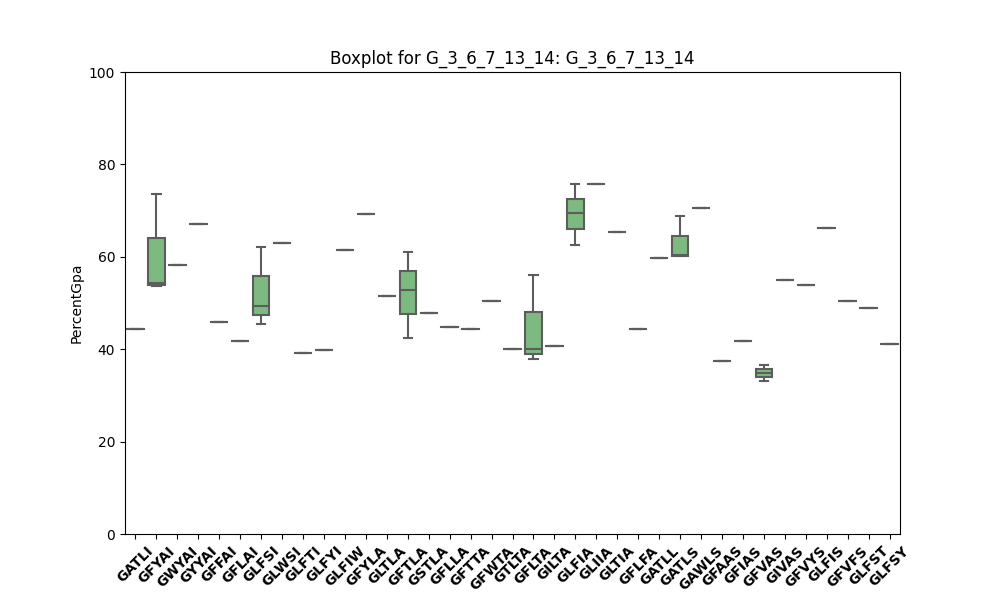 Boxplot for G_3_6_7_13_14: G_3_6_7_13_14
100
80
60
40
20
0
PercentGpa
GATLI
GFYAI
GWYAI
GYYAI
GFFAI
GFLAI
GLFSI
GLWSI
GLFTI
GLFYI
GLFIW
GFYLA
GLTLA
GFTLA
GSTLA
GFLLA
GFTTA
GFWTA
GTLTA
GFLTA
GILTA
GLFIA
GLIIA
GLTIA
GFLFA
GATLL
GATLS
GAWLS
GFAAS
GFIAS
GFVAS
GIVAS
GFVYS
GLFIS
GFVFS
GLFST
GLFSY